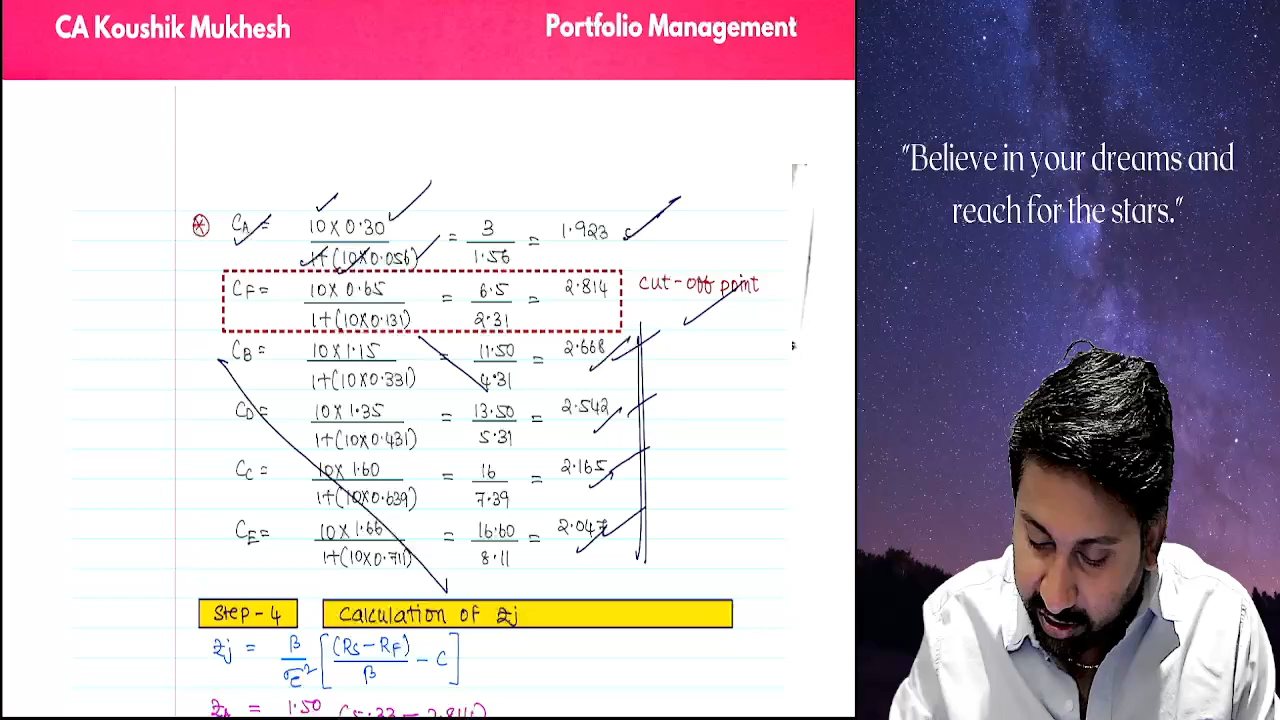 CA Koushik Mukhesh
Portfolio Management
"Believe in your dreams and
reach for the stars."
CA = 10 × 0.30 / 1+(10×0.056) = 3 / 1.56 = 1.923
CF = 10 × 0.65 / 1+(10×0.131) = 6.5 / 2.31 = 2.814 cut-off point
CB = 10 × 1.15 / 1+(10×0.331) = 11.50 / 4.31 = 2.668
CD = 10 × 1.35 / 1+(10×0.431) = 13.50 / 5.31 = 2.542
CC = 10 × 1.60 / 1+(10×0.639) = 16 / 7.39 = 2.165
CE = 10 × 1.66 / 1+(10×0.711) = 16.60 / 8.11 = 2.047
Step-4 Calculation of Zj
Zj = β / σε² [ (Rs - RF) / β - C ]
1.50